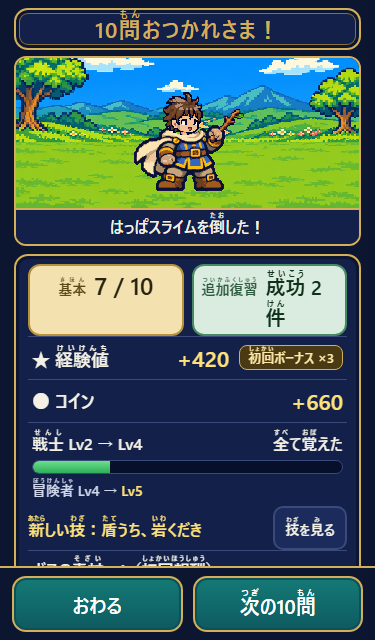 10問おつかれさま！
はっぱスライムを倒した！
基本 7 / 10
追加復習 成功 2件
★ 経験値 +420 初回ボーナス ×3
コイン +660
戦士 Lv2 → Lv4 全て覚えた
冒険者 Lv4 → Lv5
新しい技：盾うち、岩くだき
技を見る
おわる
次の10問